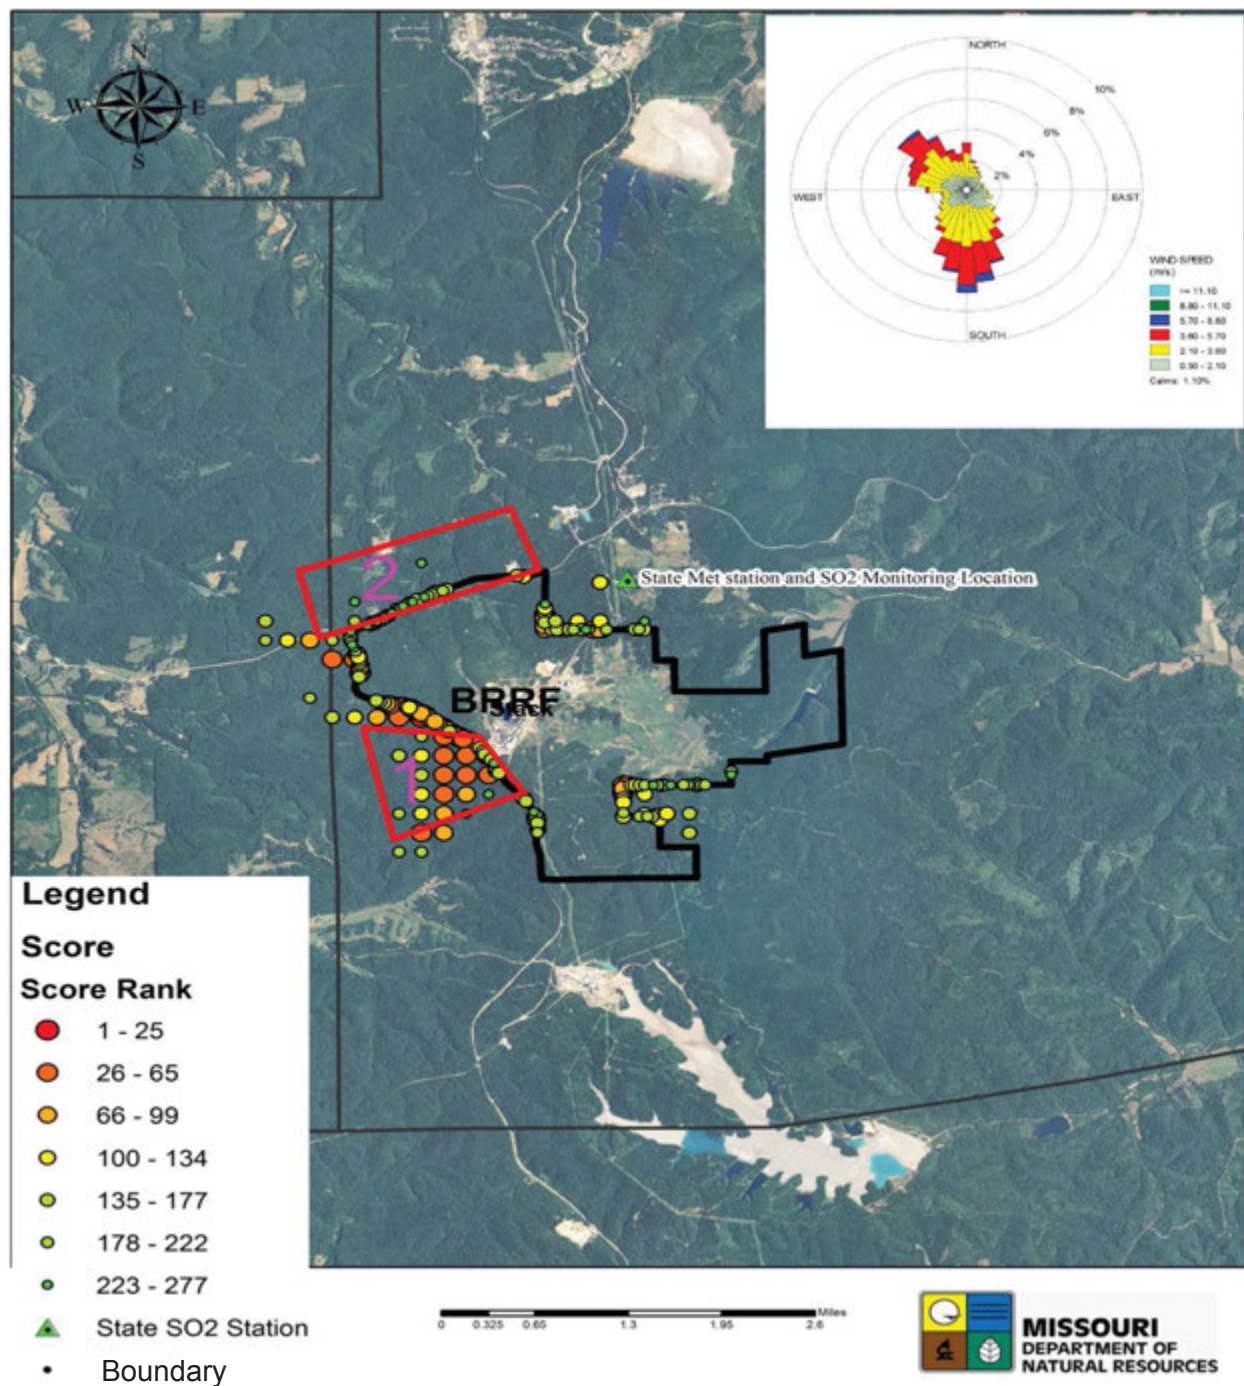 N
W
E
S
NORTH
10%
8%
6%
4%
2%
WEST
EAST
SOUTH
WIND SPEED
(m/s)
>= 11.10
8.80 - 11.10
5.70 - 8.80
3.60 - 5.70
2.10 - 3.60
0.50 - 2.10
Calms: 1.10%
2
State Met station and SO2 Monitoring Location
BRRF
Stack
1
Legend
Score
Score Rank
1 - 25
26 - 65
66 - 99
100 - 134
135 - 177
178 - 222
223 - 277
State SO2 Station
Boundary
Miles
0 0.325 0.65 1.3 1.95 2.6
MISSOURI
DEPARTMENT OF
NATURAL RESOURCES